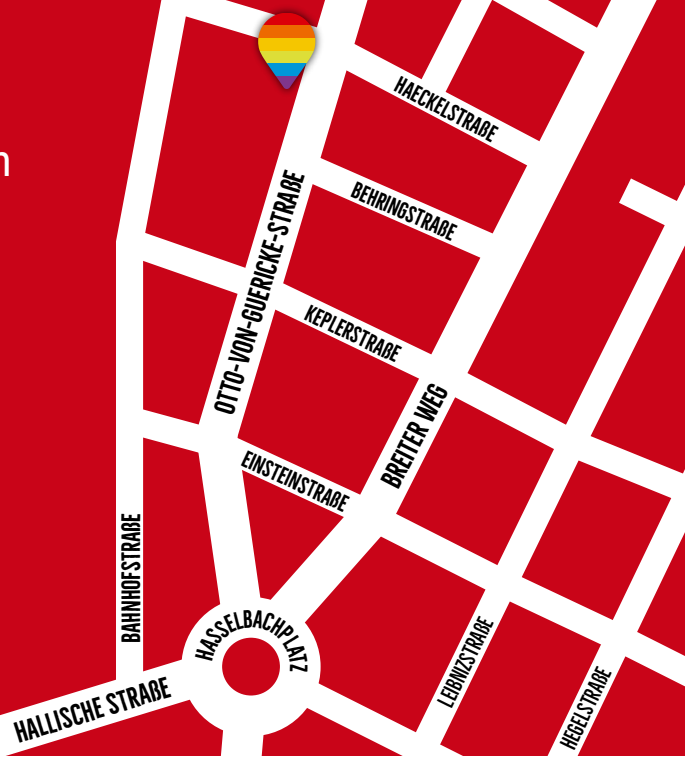 HAECKELSTRAßE
n
BEHRINGSTRAßE
OTTO-VON-GUERICKE-STRAßE
KEPLERSTRAßE
BREITER WEG
EINSTEINSTRAßE
BAHNHOFSTRAßE
HASSELBACHPLATZ
LEIBNIZSTRAßE
HEGELSTRAßE
HALLISCHE STRAßE